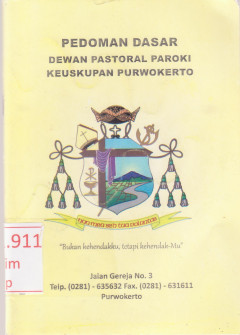 PEDOMAN DASAR
DEWAN PASTORAL PAROKI
KEUSKUPAN PURWOKERTO
"Bukan kehendakku, tetapi kehendak-Mu"
.911
im
p
Jalan Gereja No. 3
Telp. (0281) - 635632 Fax. (0281) - 631611
Purwokerto